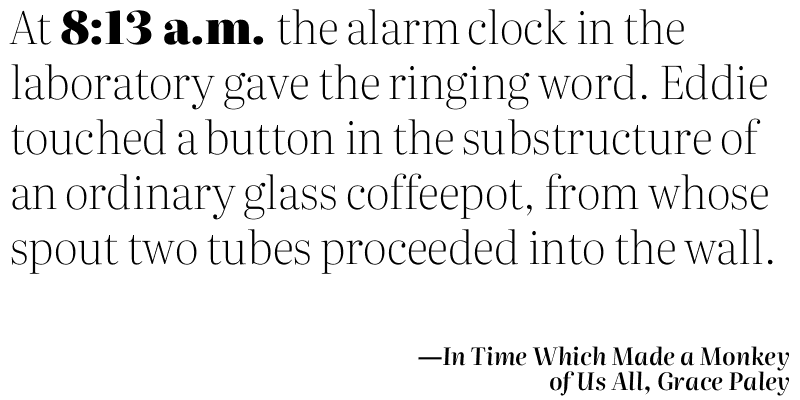 At 8:13 a.m. the alarm clock in the
laboratory gave the ringing word. Eddie
touched a button in the substructure of
an ordinary glass coffeepot, from whose
spout two tubes proceeded into the wall.
—In Time Which Made a Monkey
of Us All, Grace Paley